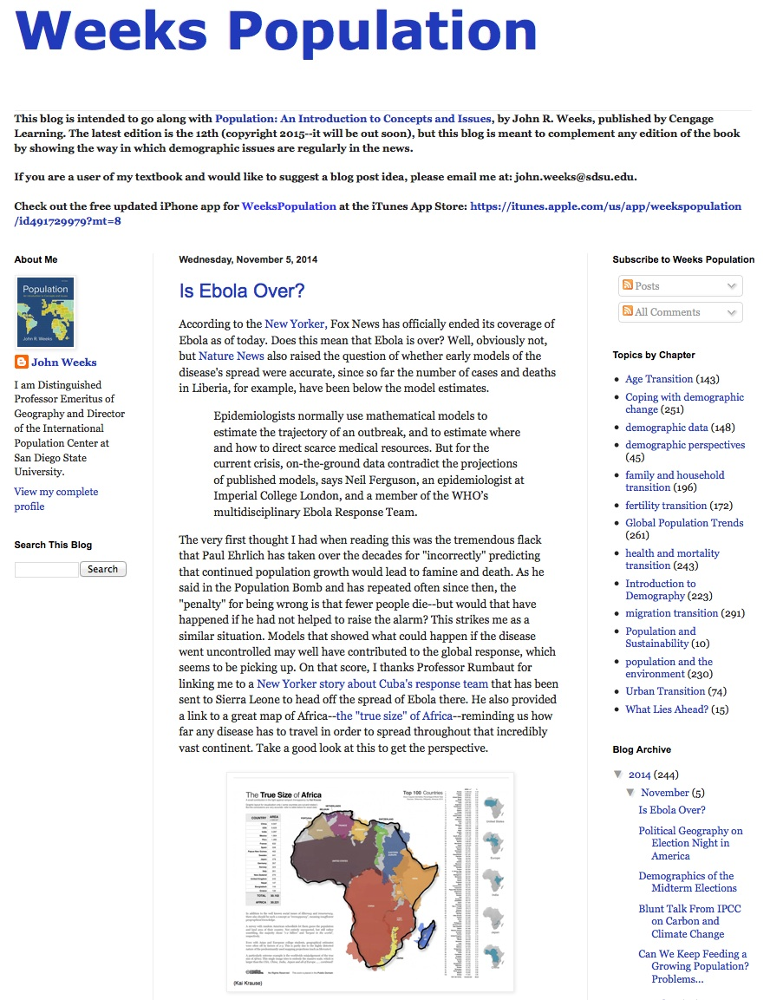 Weeks Population
This blog is intended to go along with Population: An Introduction to Concepts and Issues, by John R. Weeks, published by Cengage
Learning. The latest edition is the 12th (copyright 2015--it will be out soon), but this blog is meant to complement any edition of the book
by showing the way in which demographic issues are regularly in the news.
If you are a user of my textbook and would like to suggest a blog post idea, please email me at: john.weeks@sdsu.edu.
Check out the free updated iPhone app for WeeksPopulation at the iTunes App Store: https://itunes.apple.com/us/app/weekspopulation
/id491729979?mt=8
About Me
Population
John R. Weeks
John Weeks
I am Distinguished
Professor Emeritus of
Geography and Director
of the International
Population Center at
San Diego State
University.
View my complete
profile
Search This Blog
Search
Wednesday, November 5, 2014
Is Ebola Over?
According to the New Yorker, Fox News has officially ended its coverage of
Ebola as of today. Does this mean that Ebola is over? Well, obviously not,
but Nature News also raised the question of whether early models of the
disease's spread were accurate, since so far the number of cases and deaths
in Liberia, for example, have been below the model estimates.
Epidemiologists normally use mathematical models to
estimate the trajectory of an outbreak, and to estimate where
and how to direct scarce medical resources. But for the
current crisis, on-the-ground data contradict the projections
of published models, says Neil Ferguson, an epidemiologist at
Imperial College London, and a member of the WHO's
multidisciplinary Ebola Response Team.
The very first thought I had when reading this was the tremendous flack
that Paul Ehrlich has taken over the decades for "incorrectly" predicting
that continued population growth would lead to famine and death. As he
said in the Population Bomb and has repeated often since then, the
"penalty" for being wrong is that fewer people die--but would that have
happened if he had not helped to raise the alarm? This strikes me as a
similar situation. Models that showed what could happen if the disease
went uncontrolled may well have contributed to the global response, which
seems to be picking up. On that score, I thanks Professor Rumbaut for
linking me to a New Yorker story about Cuba's response team that has been
sent to Sierra Leone to head off the spread of Ebola there. He also provided
a link to a great map of Africa--the "true size" of Africa--reminding us how
far any disease has to travel in order to spread throughout that incredibly
vast continent. Take a good look at this to get the perspective.
The True Size of Africa
Top 100 Countries
COUNTRY AREA
TOTAL
AFRICA
(Kai Krause)
Subscribe to Weeks Population
Posts
All Comments
Topics by Chapter
Age Transition (143)
Coping with demographic
change (251)
demographic data (148)
demographic perspectives
(45)
family and household
transition (196)
fertility transition (172)
Global Population Trends
(261)
health and mortality
transition (243)
Introduction to
Demography (223)
migration transition (291)
Population and
Sustainability (10)
population and the
environment (230)
Urban Transition (74)
What Lies Ahead? (15)
Blog Archive
2014 (244)
November (5)
Is Ebola Over?
Political Geography on
Election Night in
America
Demographics of the
Midterm Elections
Blunt Talk From IPCC
on Carbon and
Climate Change
Can We Keep Feeding a
Growing Population?
Problems...